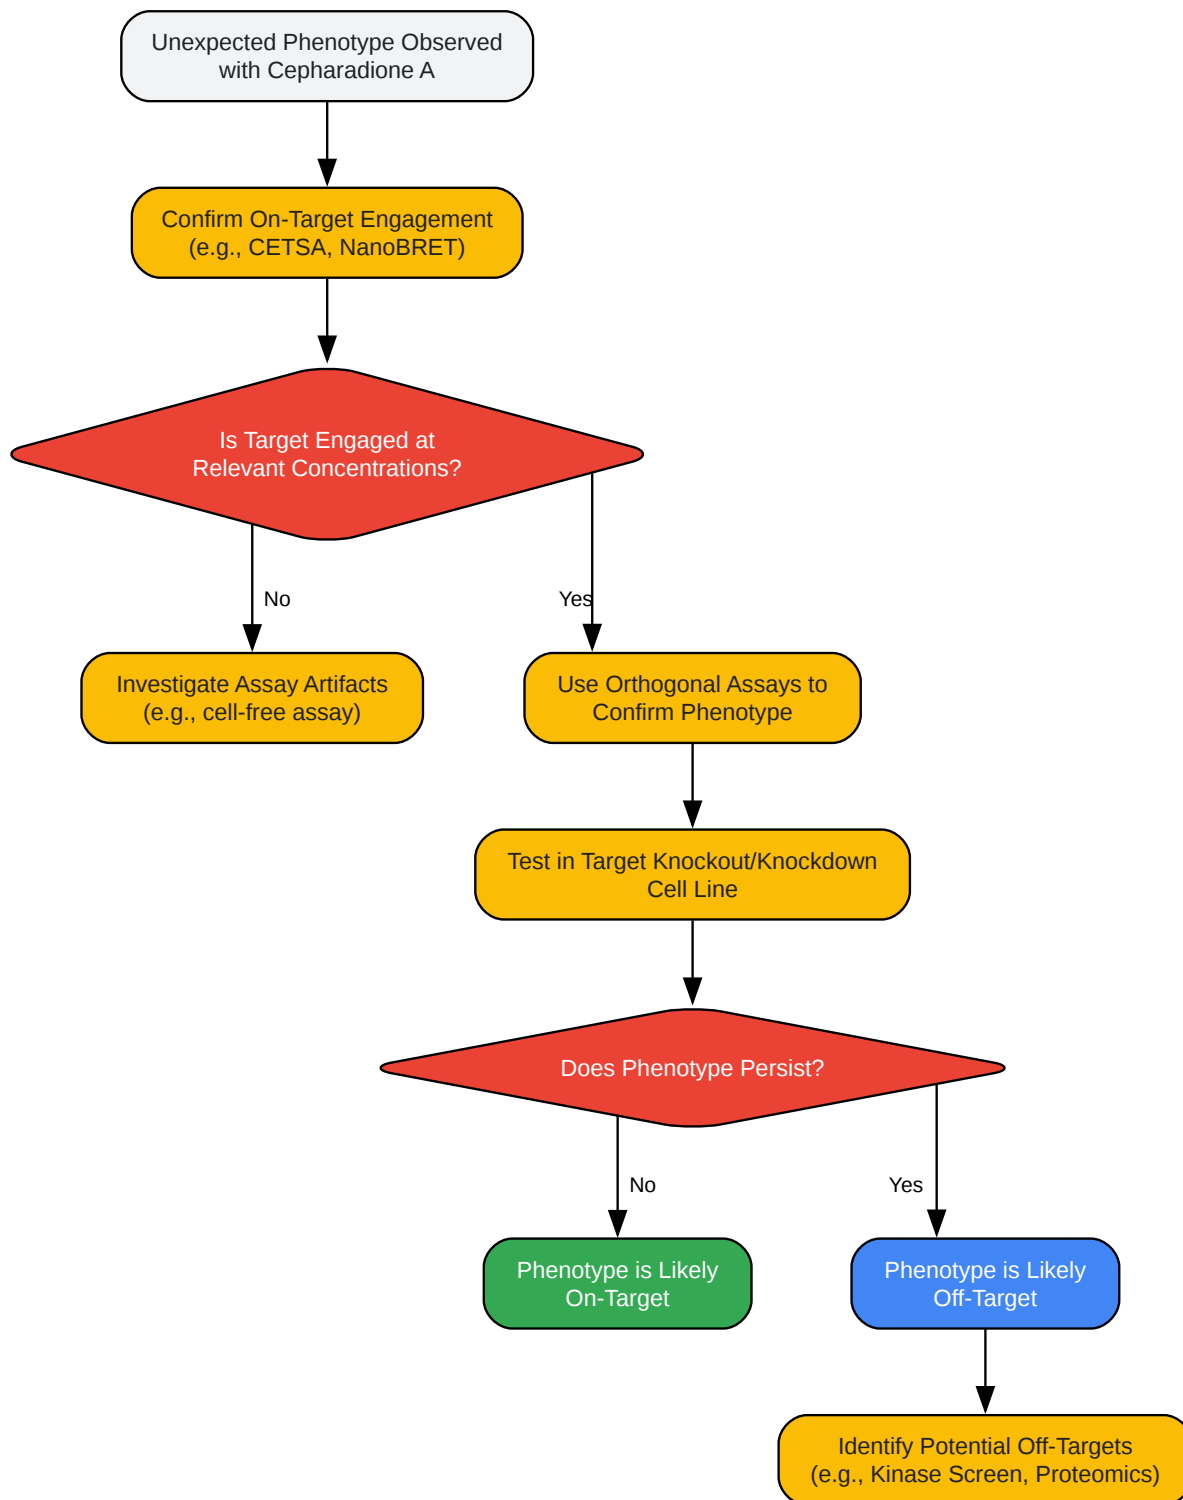 Unexpected Phenotype Observed
with Cepharadione A
Confirm On-Target Engagement
(e.g., CETSA, NanoBRET)
Is Target Engaged at
Relevant Concentrations?
No
Yes
Investigate Assay Artifacts
(e.g., cell-free assay)
Use Orthogonal Assays to
Confirm Phenotype
Test in Target Knockout/Knockdown
Cell Line
Does Phenotype Persist?
No
Yes
Phenotype is Likely
On-Target
Phenotype is Likely
Off-Target
Identify Potential Off-Targets
(e.g., Kinase Screen, Proteomics)